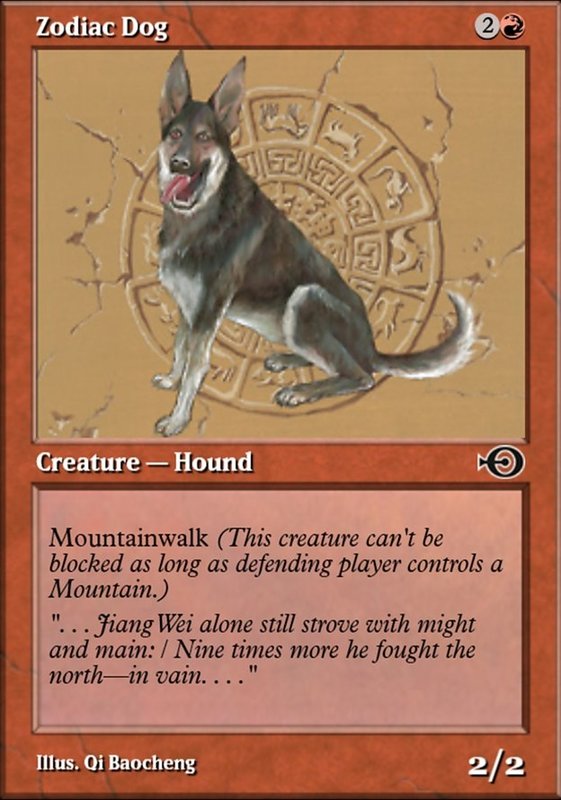 Zodiac Dog 2
Creature — Hound
Mountainwalk (This creature can't be
blocked as long as defending player controls a
Mountain.)
". . . Jiang Wei alone still strove with might
and main: / Nine times more he fought the
north—in vain. . . ."
Illus. Qi Baocheng 2/2